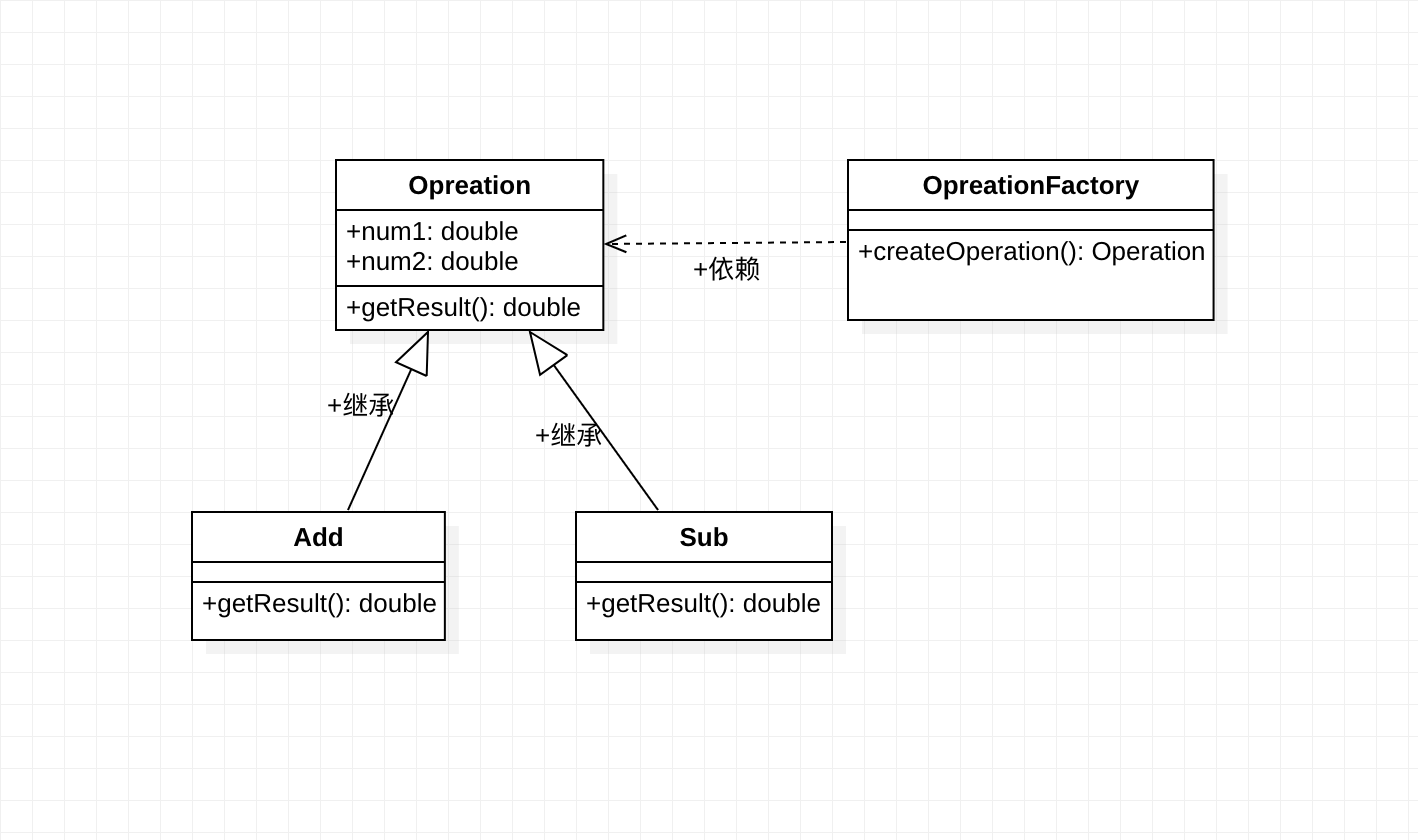 Opreation
+num1: double
+num2: double
+getResult(): double
OpreationFactory
+createOperation(): Operation
+依赖
+继承
+继承
Add
+getResult(): double
Sub
+getResult(): double